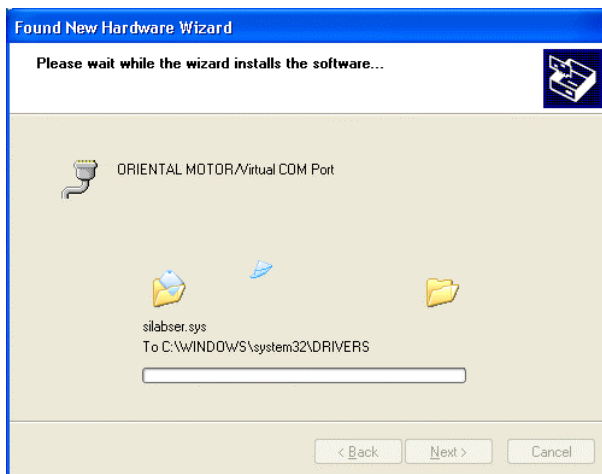 Found New Hardware Wizard
Please wait while the wizard installs the software...
ORIENTAL MOTOR/Virtual COM Port
silabser.sys
To C:\WINDOWS\system32\DRIVERS
< Back Next > Cancel